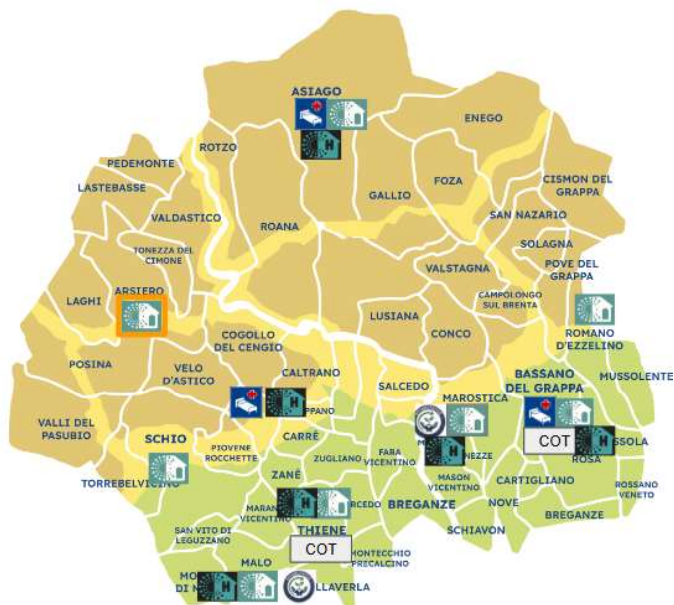 ASIAGO
ENEGO
ROTZO
PEDEMONTE
LASTEBASSE
VALDASTICO
ROANA
GALLIO
FOZA
CISMON DEL
GRAPPA
SAN NAZARIO
TONEZZA DEL
CIMONE
SOLAGNA
VALSTAGNA
POVE DEL
GRAPPA
LAGHI
ARSIERO
CAMPOLONGO
SUL BRENTA
LUSIANA
CONCO
ROMANO
D'EZZELINO
COGOLLO
DEL CENGIO
POSINA
VELO
D'ASTICO
CALTRANO
SALCEDO
BASSANO
DEL GRAPPA
MUSSOLENTE
MAROSTICA
VALLI DEL
PASUBIO
SCHIO
PIOVENE
ROCCHETTE
CARRÈ
H
COT
H
ROSÀ
ZUGLIANO
FARA
VICENTINO
H
MASON
VICENTINO
TORREBELVICINO
ZANÈ
CARTIGLIANO
ROSSANO
VENETO
BREGANZE
NOVE
BREGANZE
VICENTINO
H
THIENE
SCHIAVON
SAN VITO DI
LEGUZZANO
COT
MONTECCHIO
PRECALCINO
MALO
H
H